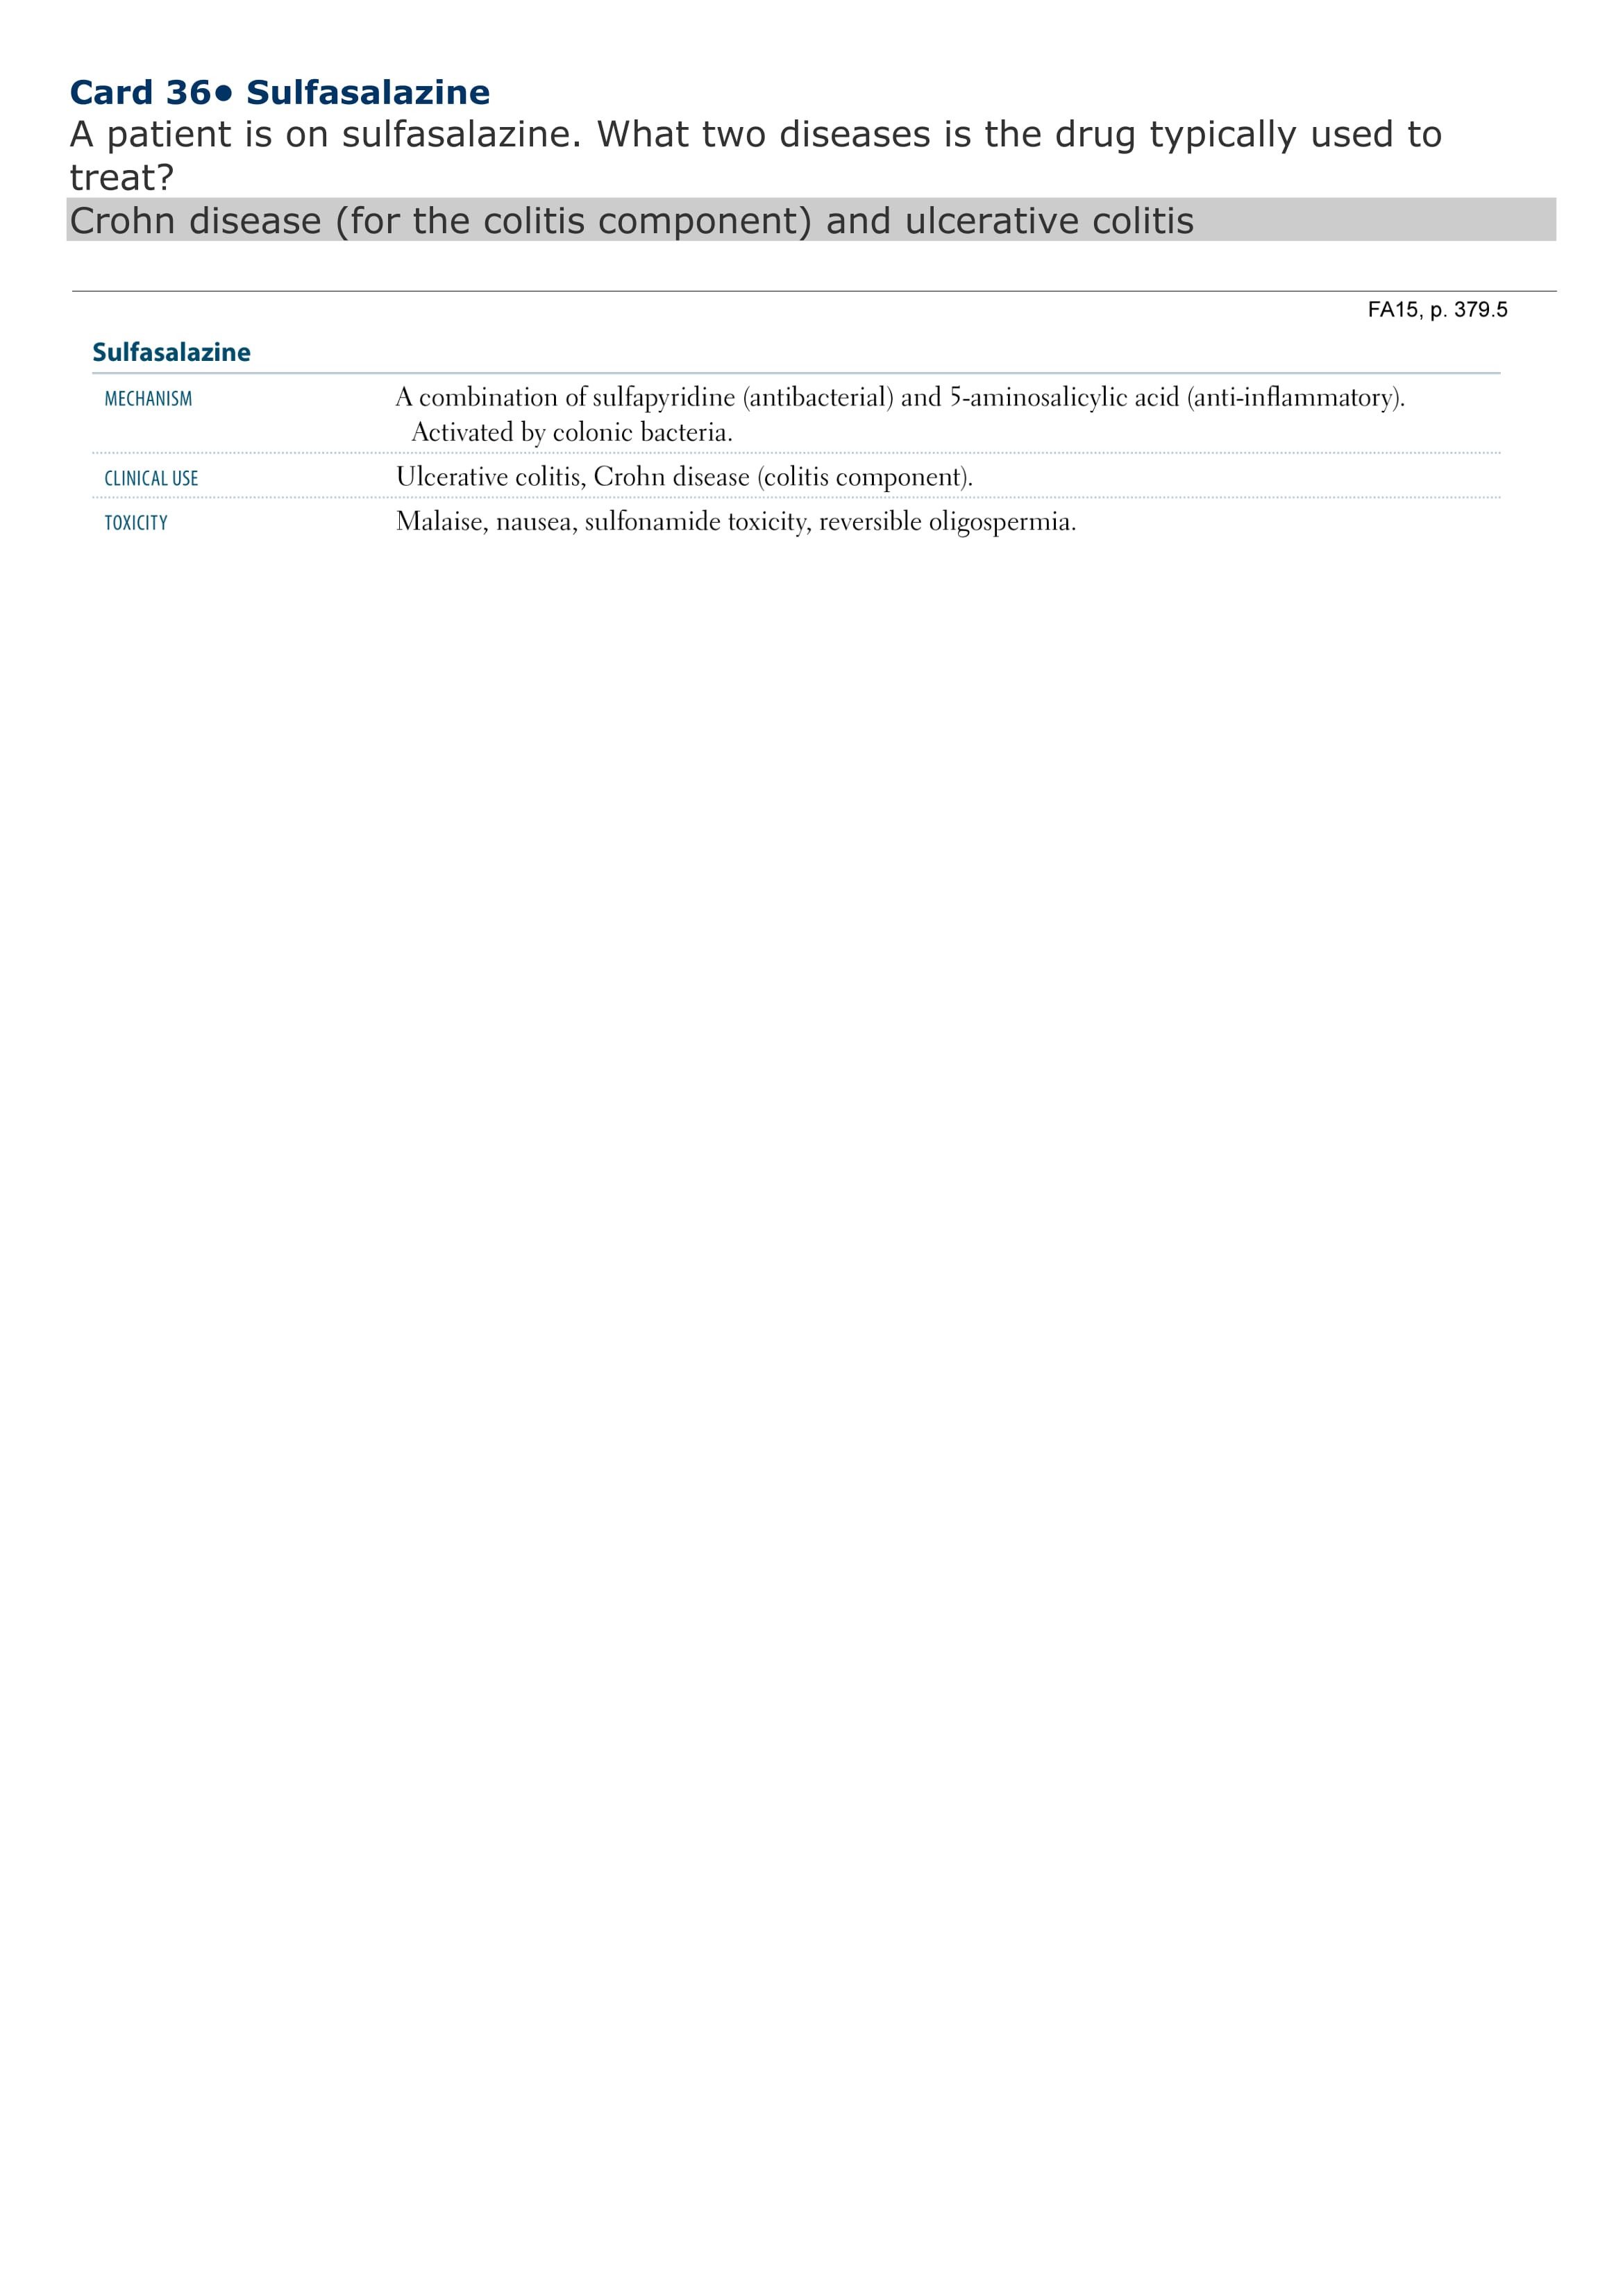 Card 36• Sulfasalazine
A patient is on sulfasalazine. What two diseases is the drug typically used to
treat?
Crohn disease (for the colitis component) and ulcerative colitis
FA15, p. 379.5
Sulfasalazine
MECHANISM A combination of sulfapyridine (antibacterial) and 5-aminosalicylic acid (anti-inflammatory).
Activated by colonic bacteria.
CLINICAL USE Ulcerative colitis, Crohn disease (colitis component).
TOXICITY Malaise, nausea, sulfonamide toxicity, reversible oligospermia.